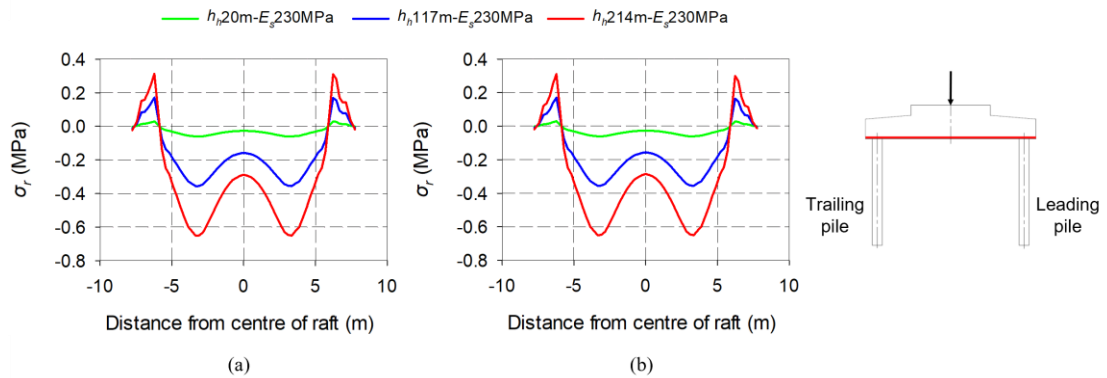 hh20m-Es230MPa hh117m-Es230MPa hh214m-Es230MPa
0.4 0.4
0.2 0.2
0.0 0.0
-0.2 -0.2
-0.4 -0.4
-0.6 -0.6
-0.8 -0.8
σr (MPa) σr (MPa)
-10 -5 0 5 10 -10 -5 0 5 10
Distance from centre of raft (m) Distance from centre of raft (m)
(a) (b)
Trailing pile
Leading pile